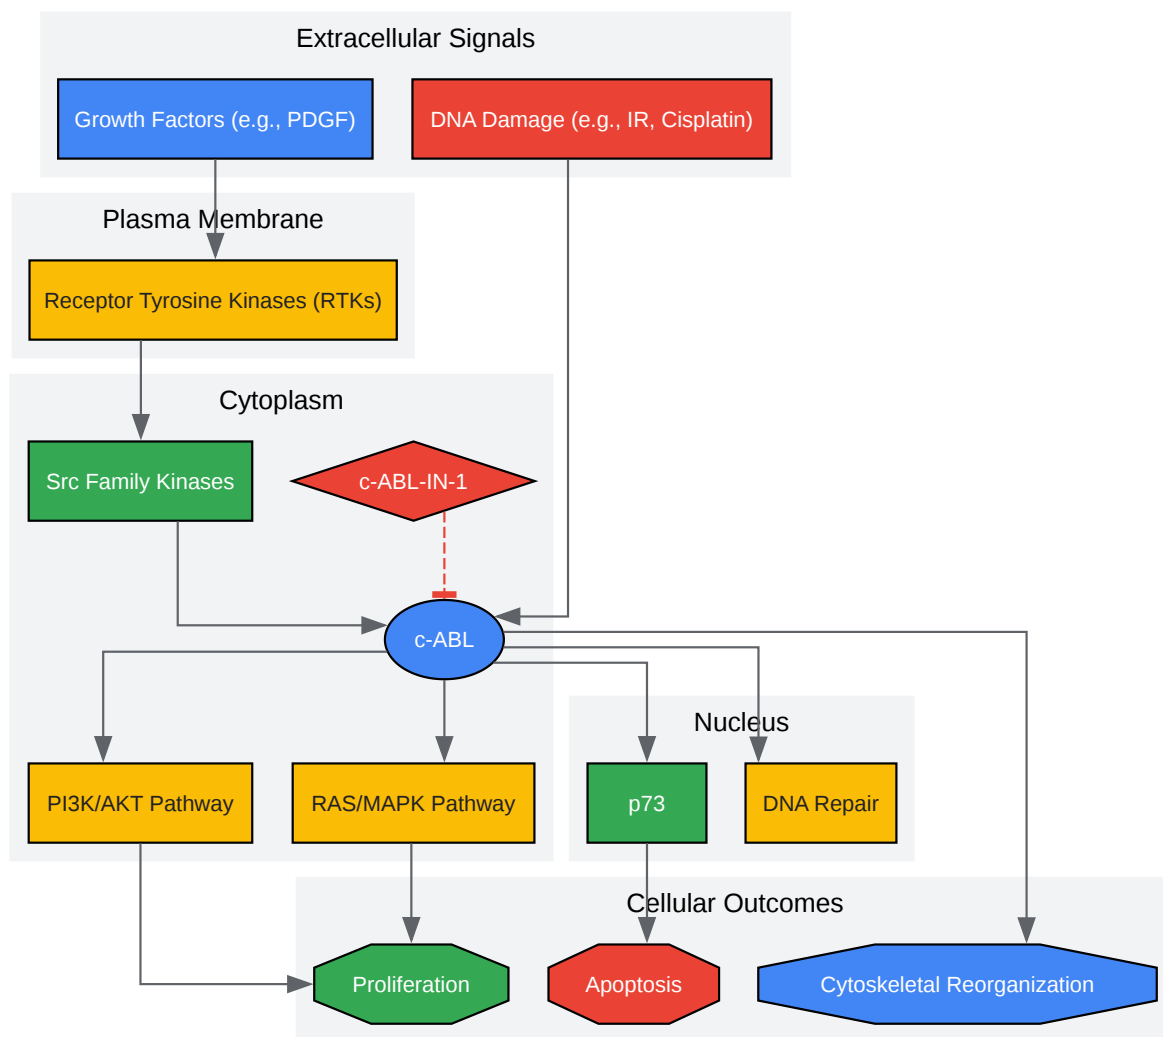 Extracellular Signals
Growth Factors (e.g., PDGF)
DNA Damage (e.g., IR, Cisplatin)
Plasma Membrane
Receptor Tyrosine Kinases (RTKs)
Cytoplasm
Src Family Kinases
c-ABL-IN-1
c-ABL
Nucleus
PI3K/AKT Pathway
RAS/MAPK Pathway
p73
DNA Repair
Cellular Outcomes
Proliferation
Apoptosis
Cytoskeletal Reorganization